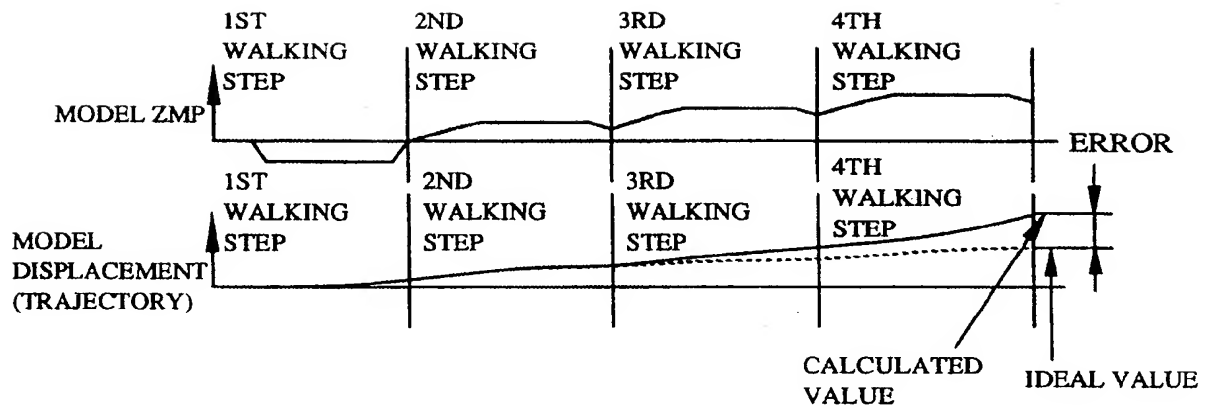 1ST
WALKING
STEP
2ND
WALKING
STEP
3RD
WALKING
STEP
4TH
WALKING
STEP
MODEL ZMP
ERROR
1ST
WALKING
STEP
2ND
WALKING
STEP
3RD
WALKING
STEP
4TH
WALKING
STEP
MODEL
DISPLACEMENT
(TRAJECTORY)
CALCULATED
VALUE
IDEAL VALUE